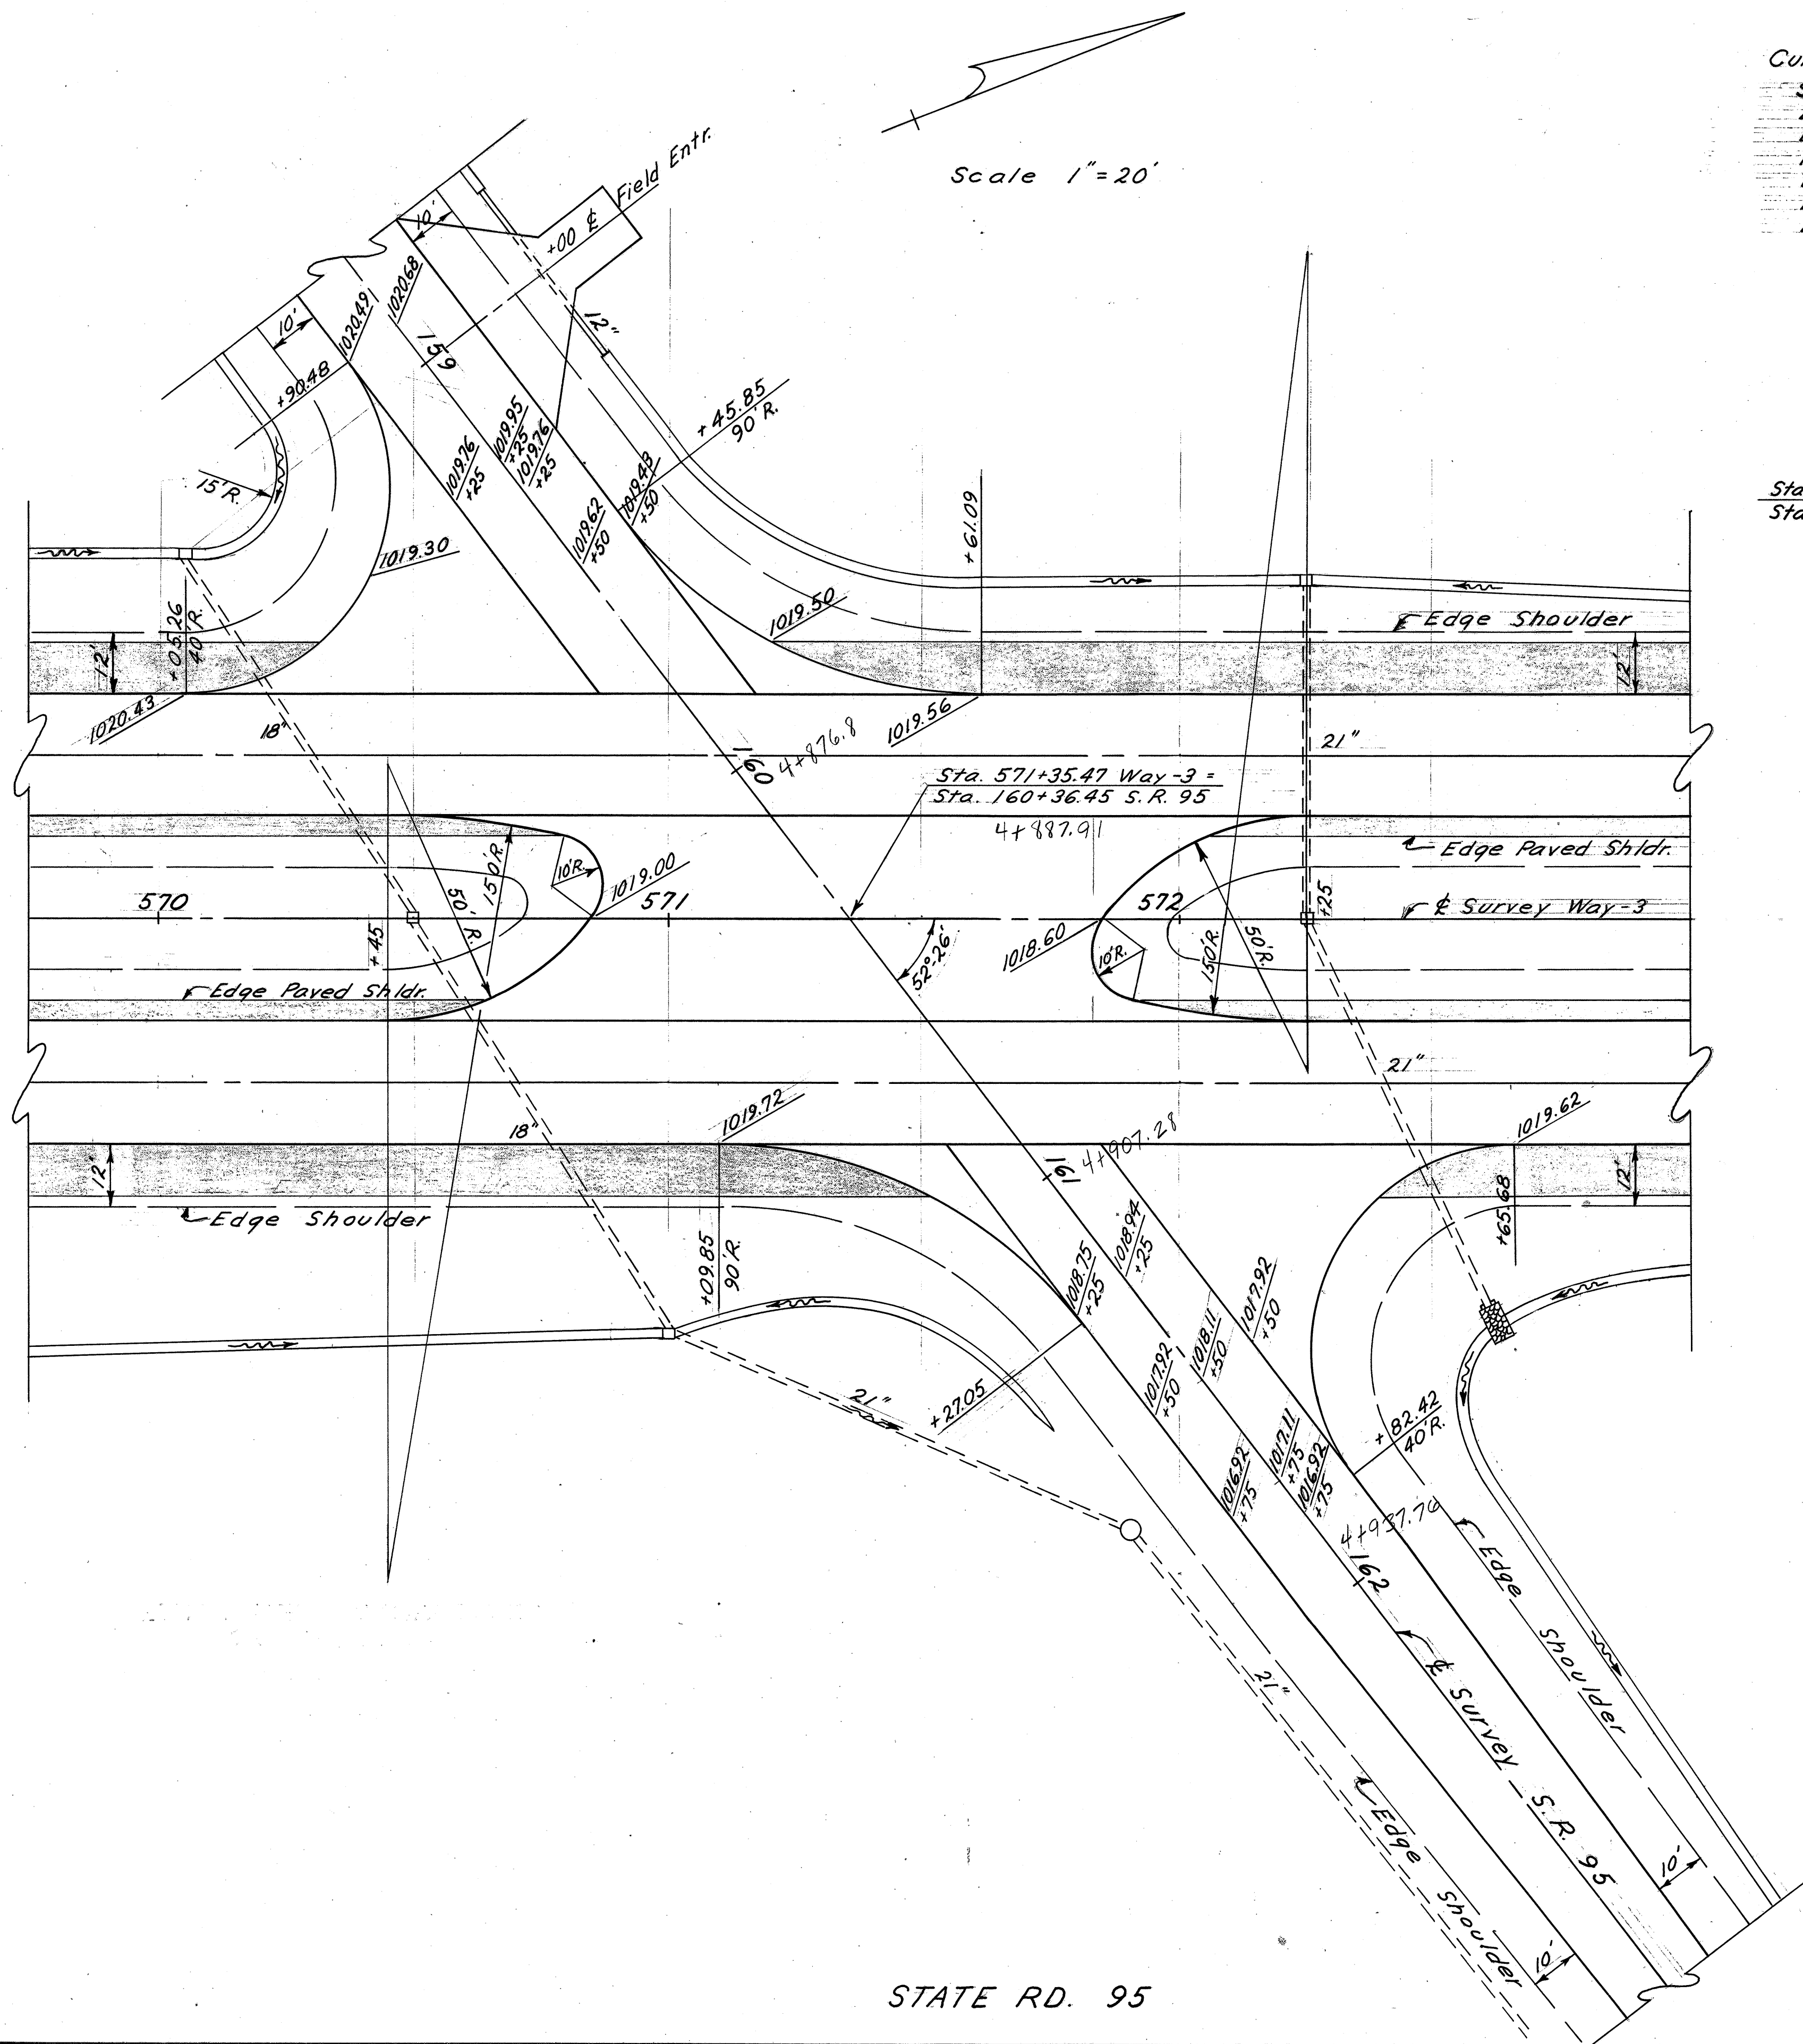 Cu
Scale 1"=20'
Field Entr.
+00 ℄
10'
1020.68
1020.49
10'
159
12"
+90.48
+45.85
90'R.
1019.95
+25
1019.76
+25
1019.76
+25
1019.43
+50
1019.62
+50
15'R.
+61.09
Sta
Sta
1019.30
1019.50
+05.26
40'R.
12'
Edge Shoulder
12'
1020.43
18"
1019.56
160
4+876.8
21"
Sta. 571+35.47 Way-3 =
Sta. 160+36.45 S.R. 95
4+887.91
Edge Paved Shldr.
150'R.
10'R.
1019.00
50'R.
570
571
572
+25
℄ Survey Way-3
+45
1018.60
52°-26'
10'R.
150'R.
50'R.
Edge Paved Shldr.
21"
1019.72
1019.62
18"
161
4+907.28
12'
12'
Edge Shoulder
+65.68
+09.85
90'R.
1018.75
+25
1018.94
+25
1017.92
+50
1018.11
+50
1017.92
+50
21"
+27.05
+82.42
40'R.
1016.92
+75
1017.11
+75
1016.92
+75
4+937.76
162
Edge Shoulder
21"
℄ Survey S.R. 95
Edge Shoulder
10'
10'
STATE RD. 95